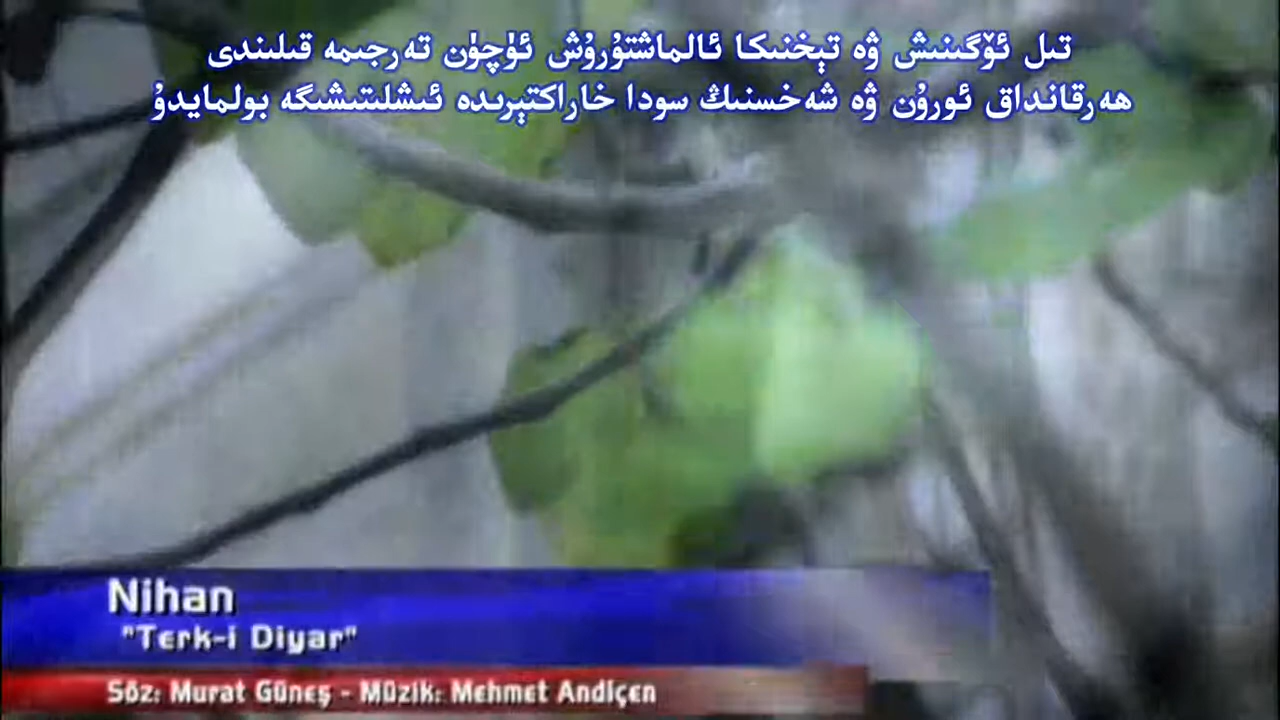 تىل ئۆگىنىش ۋە تېخنىكا ئالماشتۇرۇش ئۈچۈن تەرجىمە قىلىندى
ھەرقانداق ئورۇن ۋە شەخسنىڭ سودا خاراكتېرىدە ئىشلىتىشىگە بولمايدۇ
Nihan
"Terk-i Diyar"
Söz: Murat Güneş - Müzik: Mehmet Andiçen